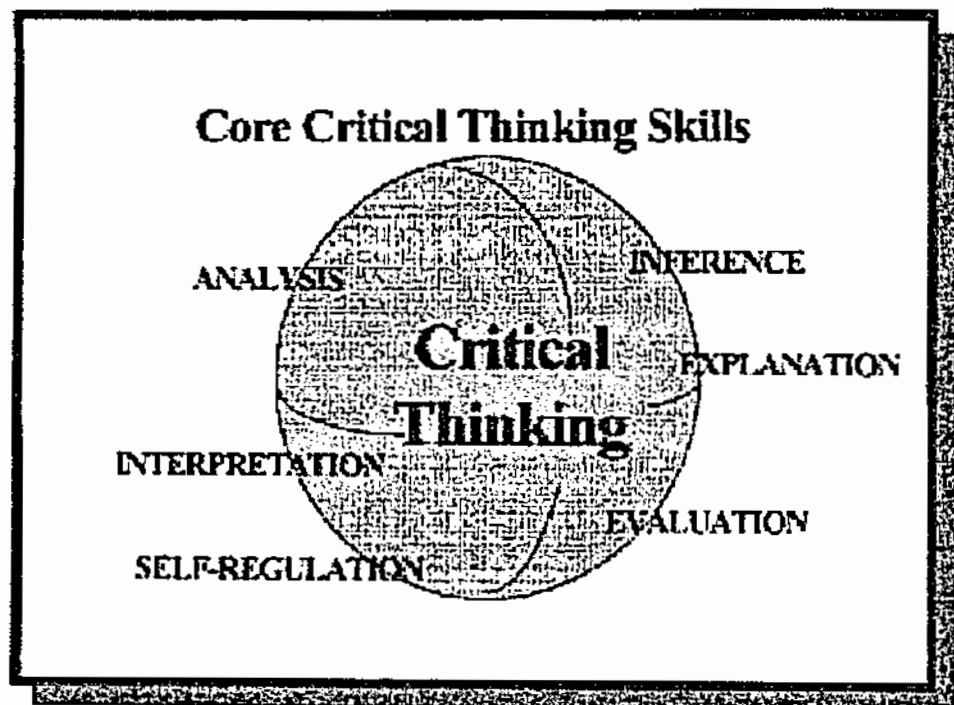 Core Critical Thinking Skills
ANALYSIS
INFERENCE
Critical
Thinking
EXPLANATION
INTERPRETATION
EVALUATION
SELF-REGULATION